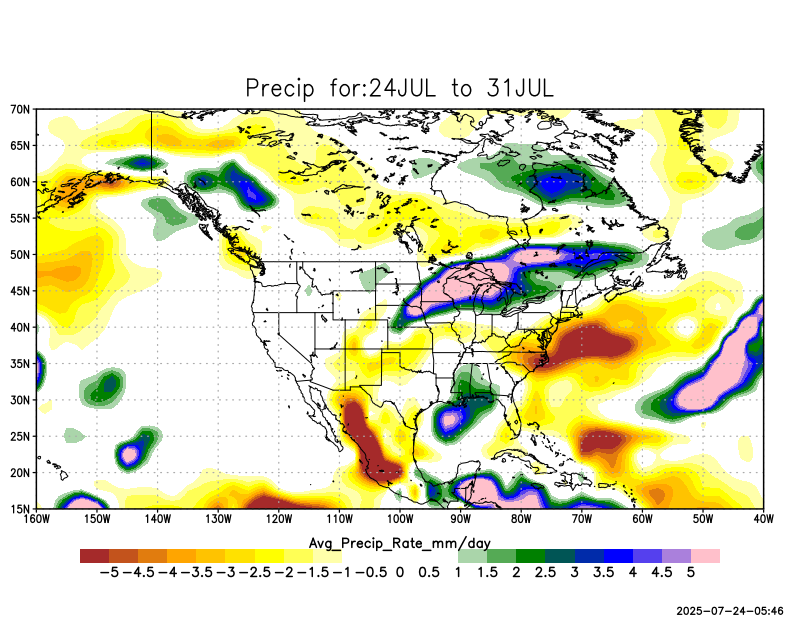 Precip for:24JUL to 31JUL
70N
65N
60N
55N
50N
45N
40N
35N
30N
25N
20N
15N
160W 150W 140W 130W 120W 110W 100W 90W 80W 70W 60W 50W 40W
Avg_Precip_Rate_mm/day
−5 −4.5 −4 −3.5 −3 −2.5 −2 −1.5 −1 −0.5 0 0.5 1 1.5 2 2.5 3 3.5 4 4.5 5
2025-07-24-05:46